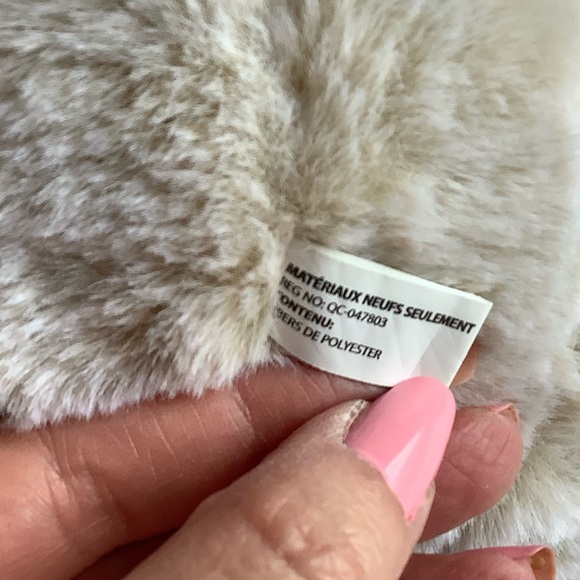 MATÉRIAUX NEUFS SEULEMENT
REG NO: QC-047803
CONTENU:
DE POLYESTER